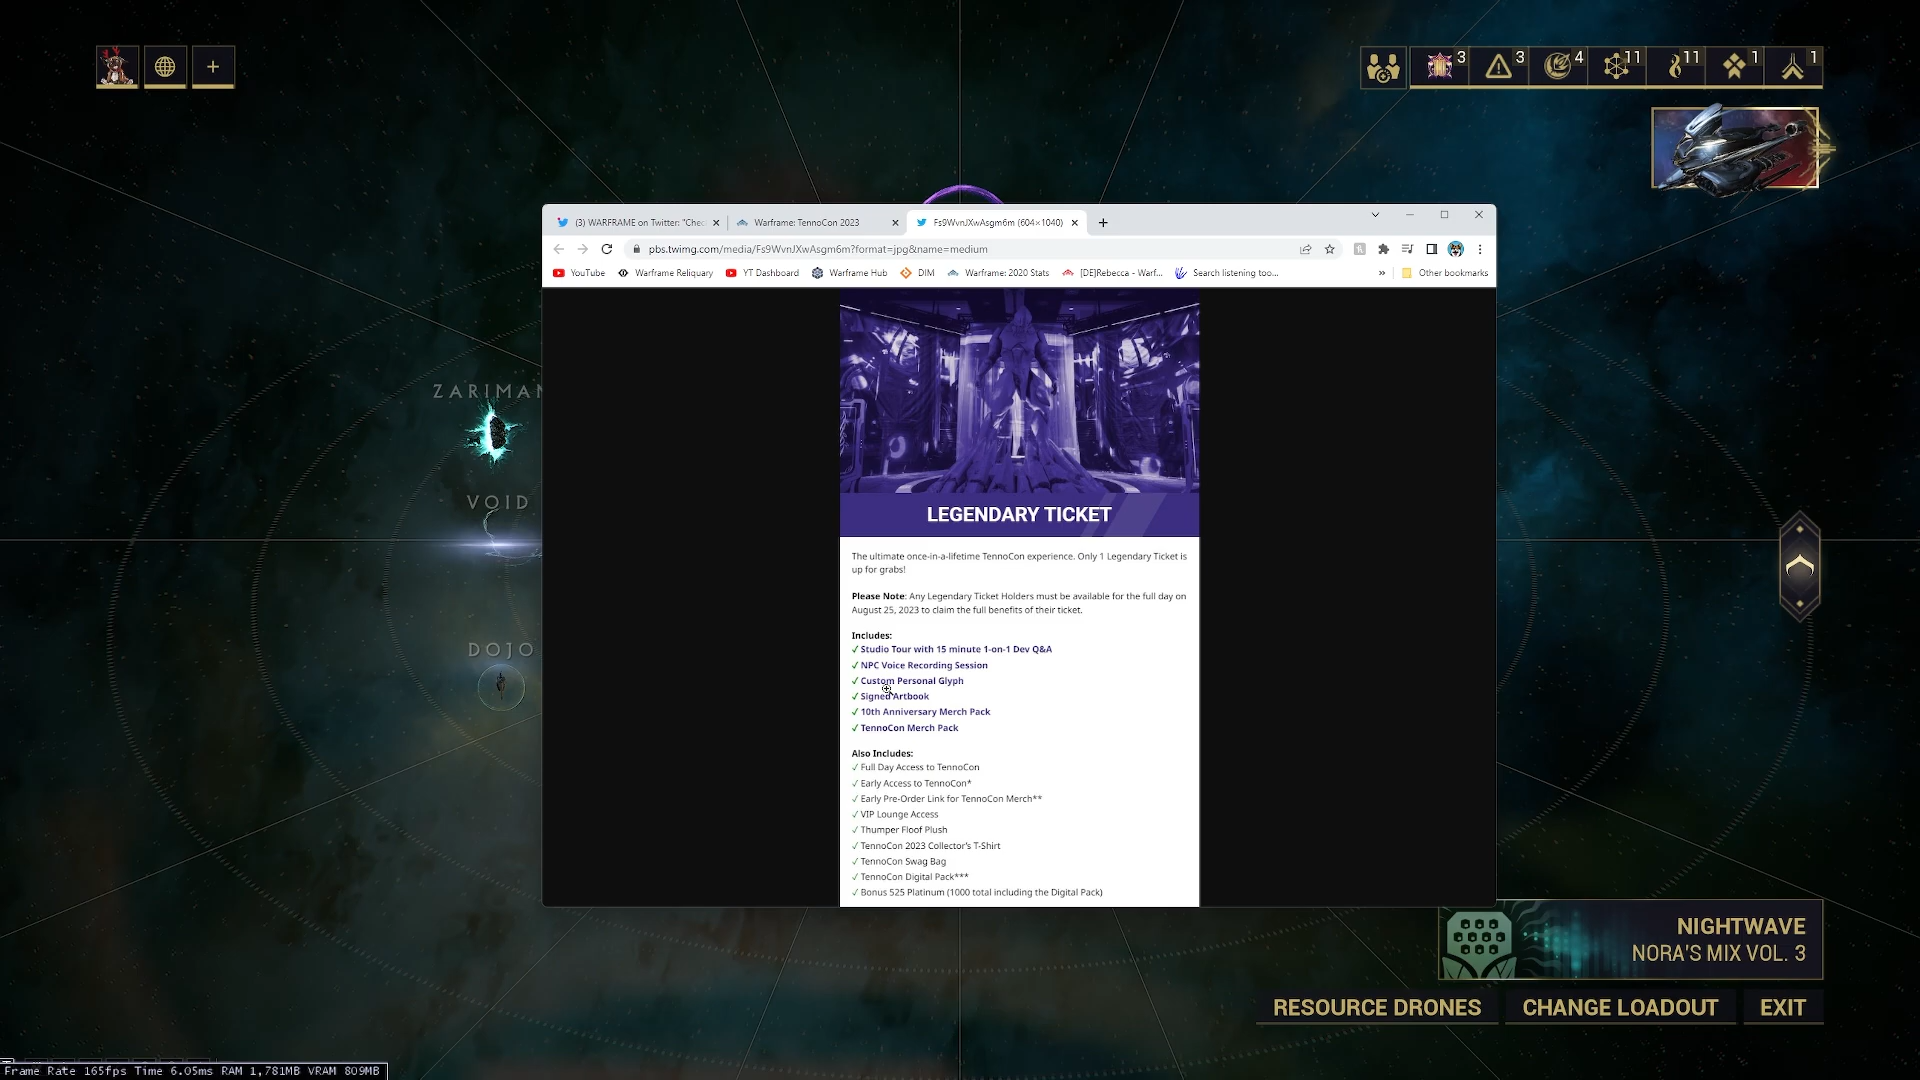 3
3
4
11
11
1
1
(3) WARFRAME on Twitter: "Chec
Warframe: TennoCon 2023
Fs9WvnJXwAsgm6m (604×1040)
pbs.twimg.com/media/Fs9WvnJXwAsgm6m?format=jpg&name=medium
YouTube
Warframe Reliquary
YT Dashboard
Warframe Hub
DIM
Warframe: 2020 Stats
[DE]Rebecca - Warf...
Search listening too...
»
Other bookmarks
ZARIMAN
VOID
DOJO
LEGENDARY TICKET
The ultimate once-in-a-lifetime TennoCon experience. Only 1 Legendary Ticket is
up for grabs!
Please Note: Any Legendary Ticket Holders must be available for the full day on
August 25, 2023 to claim the full benefits of their ticket.
Includes:
✓ Studio Tour with 15 minute 1-on-1 Dev Q&A
✓ NPC Voice Recording Session
✓ Custom Personal Glyph
✓ Signed Artbook
✓ 10th Anniversary Merch Pack
✓ TennoCon Merch Pack
Also Includes:
✓ Full Day Access to TennoCon
✓ Early Access to TennoCon*
✓ Early Pre-Order Link for TennoCon Merch**
✓ VIP Lounge Access
✓ Thumper Floof Plush
✓ TennoCon 2023 Collector's T-Shirt
✓ TennoCon Swag Bag
✓ TennoCon Digital Pack***
✓ Bonus 525 Platinum (1000 total including the Digital Pack)
NIGHTWAVE
NORA'S MIX VOL. 3
RESOURCE DRONES
CHANGE LOADOUT
EXIT
Frame Rate 165fps Time 6.05ms RAM 1,781MB VRAM 809MB